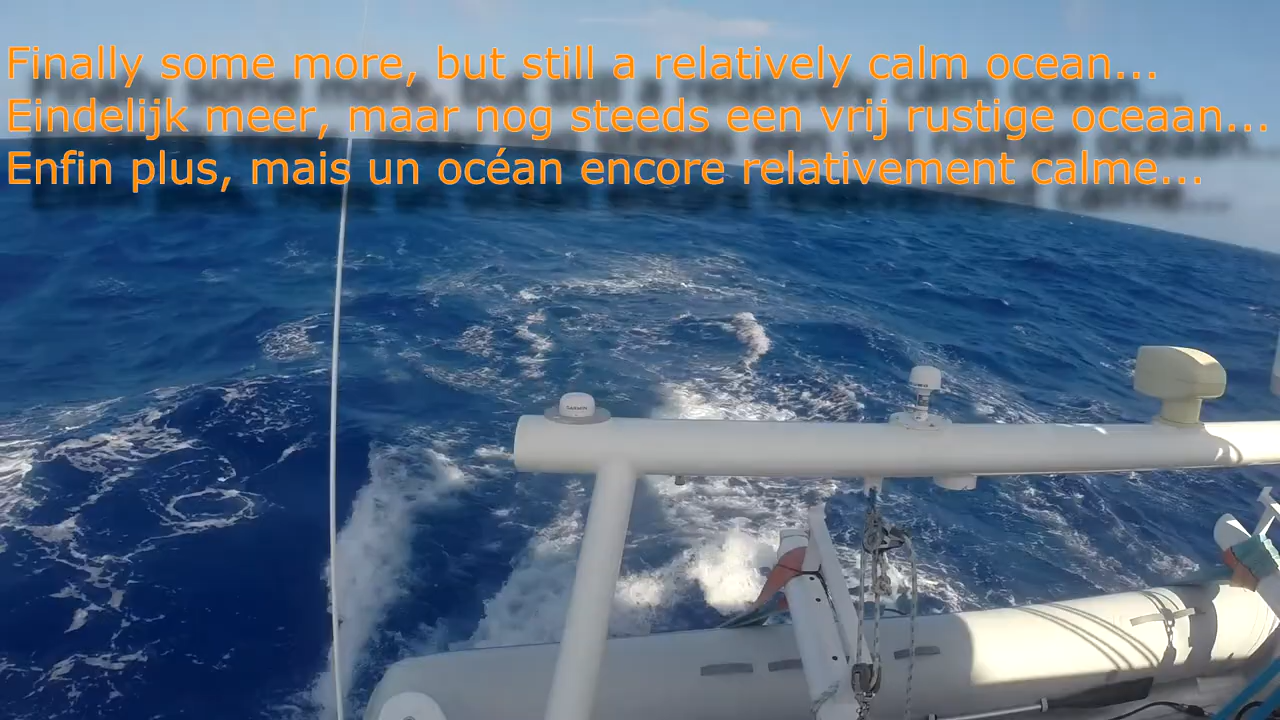 Finally some more, but still a relatively calm ocean...
Eindelijk meer, maar nog steeds een vrij rustige oceaan...
Enfin plus, mais un océan encore relativement calme...
GARMIN